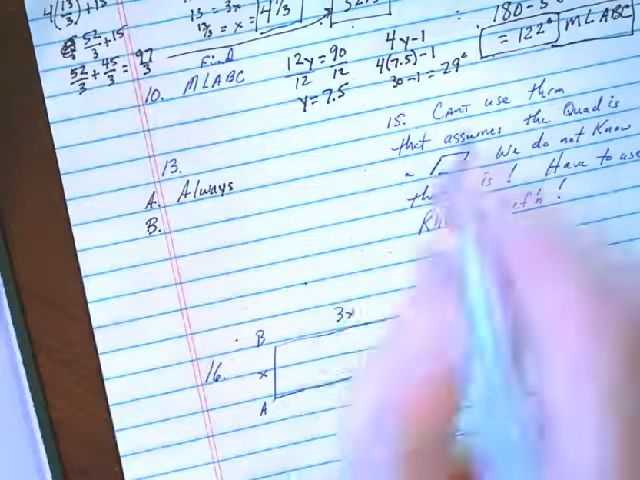 4(13/3)+15
52/3 + 15
52/3 + 45/3 = 97/3
13 = 3x
13/3 = x = 4 1/3
Find
10. M∠ABC
12y = 90
12 12
y = 7.5
4y-1
4(7.5)-1
30-1 = 29°
180-5
= 122° M∠ABC
13.
A. Always
B.
15. Can't use thm
that assumes the Quad is
a ▱ We do not know
is! Have to use
ef'n!
16.
B
3x
x
A